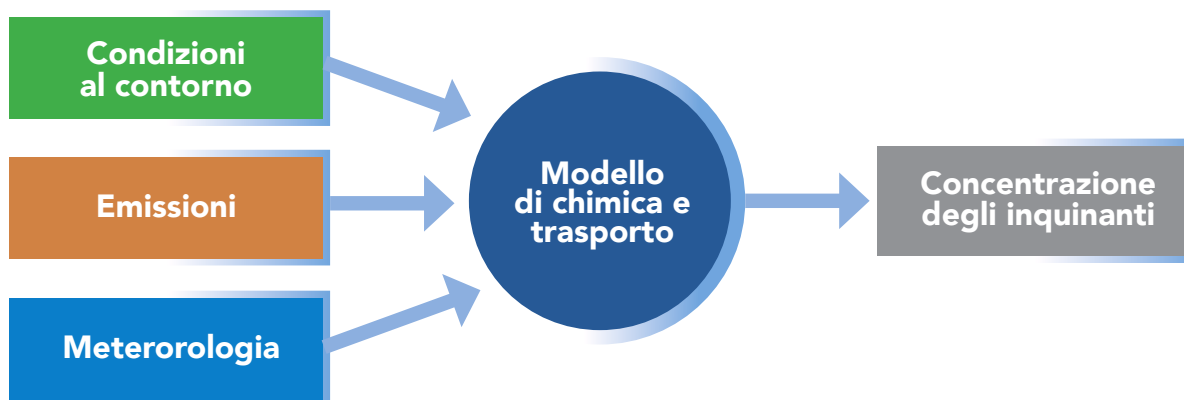 Condizioni
al contorno
Emissioni
Meterorologia
Modello
di chimica e
trasporto
Concentrazione
degli inquinanti